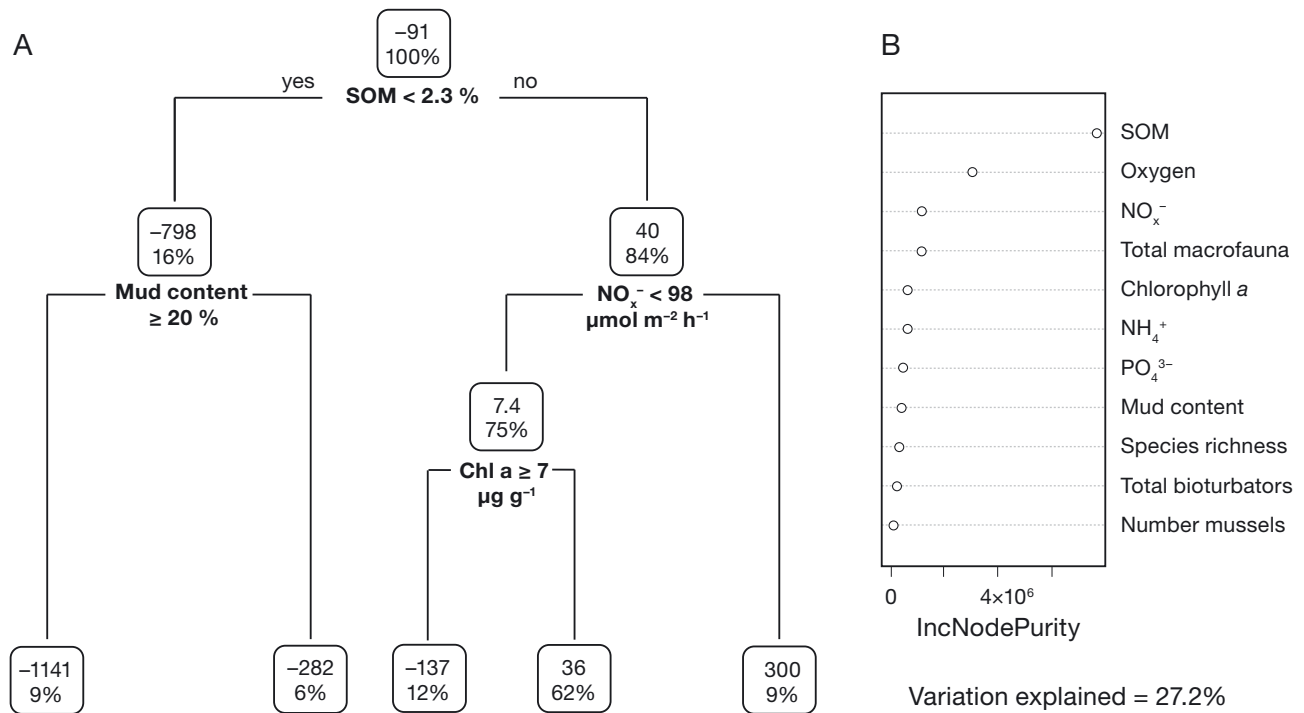 A
–91
100%
yes
no
SOM < 2.3 %
–798
16%
40
84%
Mud content
≥ 20 %
NOₓ⁻ < 98
µmol m⁻² h⁻¹
7.4
75%
Chl a ≥ 7
µg g⁻¹
–1141
9%
–282
6%
–137
12%
36
62%
300
9%
B
SOM
Oxygen
NOₓ⁻
Total macrofauna
Chlorophyll a
NH₄⁺
PO₄³⁻
Mud content
Species richness
Total bioturbators
Number mussels
0
4×10⁶
IncNodePurity
Variation explained = 27.2%